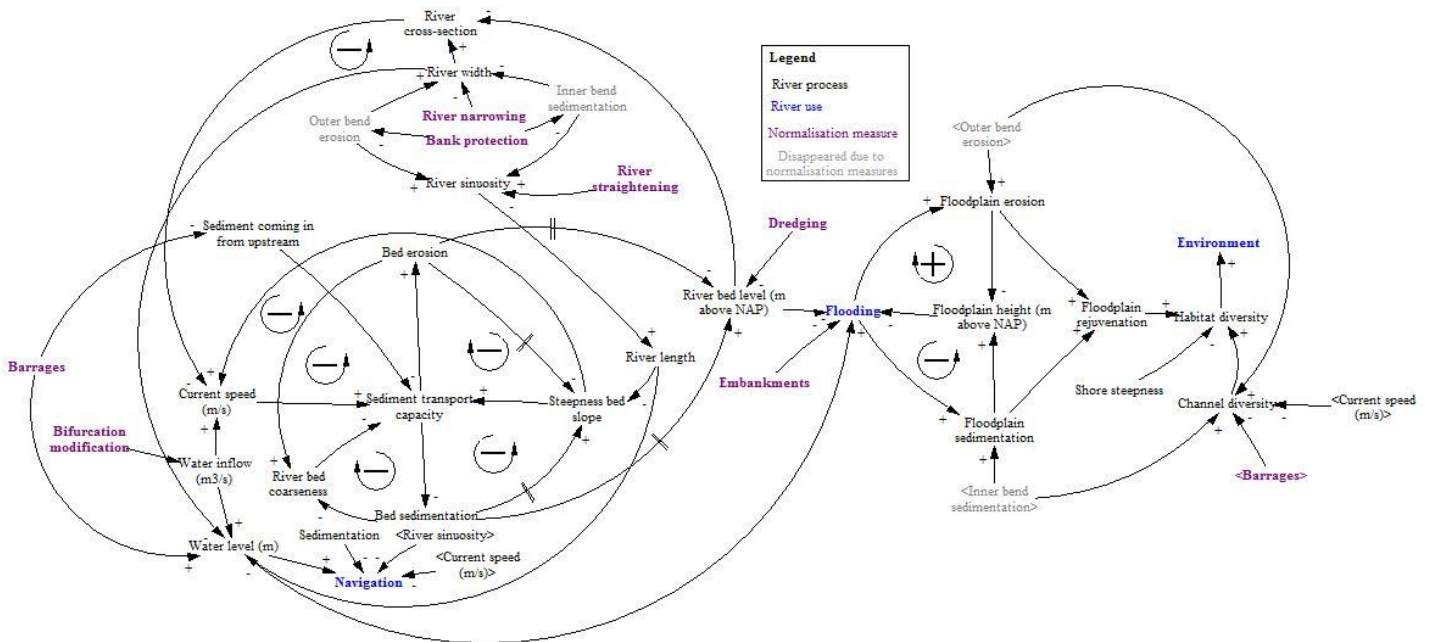 River
cross-section
River width
River narrowing
Bank protection
Outer bend
erosion
Inner bend
sedimentation
River sinuosity
River
straightening
Legend
River process
River use
Normalisation measure
Disappeared due to
normalisation measures
<Outer bend
erosion>
Floodplain erosion
Sediment coming in
from upstream
Bed erosion
Dredging
Environment
River bed level (m
above NAP)
Flooding
Floodplain height (m
above NAP)
Floodplain
rejuvenation
Habitat diversity
River length
Barrages
Embankments
Shore steepness
Current speed
(m/s)
Sediment transport
capacity
Steepness bed
slope
Channel diversity
<Current speed
(m/s)>
Floodplain
sedimentation
Bifurcation
modification
Water inflow
(m3/s)
River bed
coarseness
<Barrages>
<Inner bend
sedimentation>
Bed sedimentation
Sedimentation
<River sinuosity>
Water level (m)
<Current speed
(m/s)>
Navigation